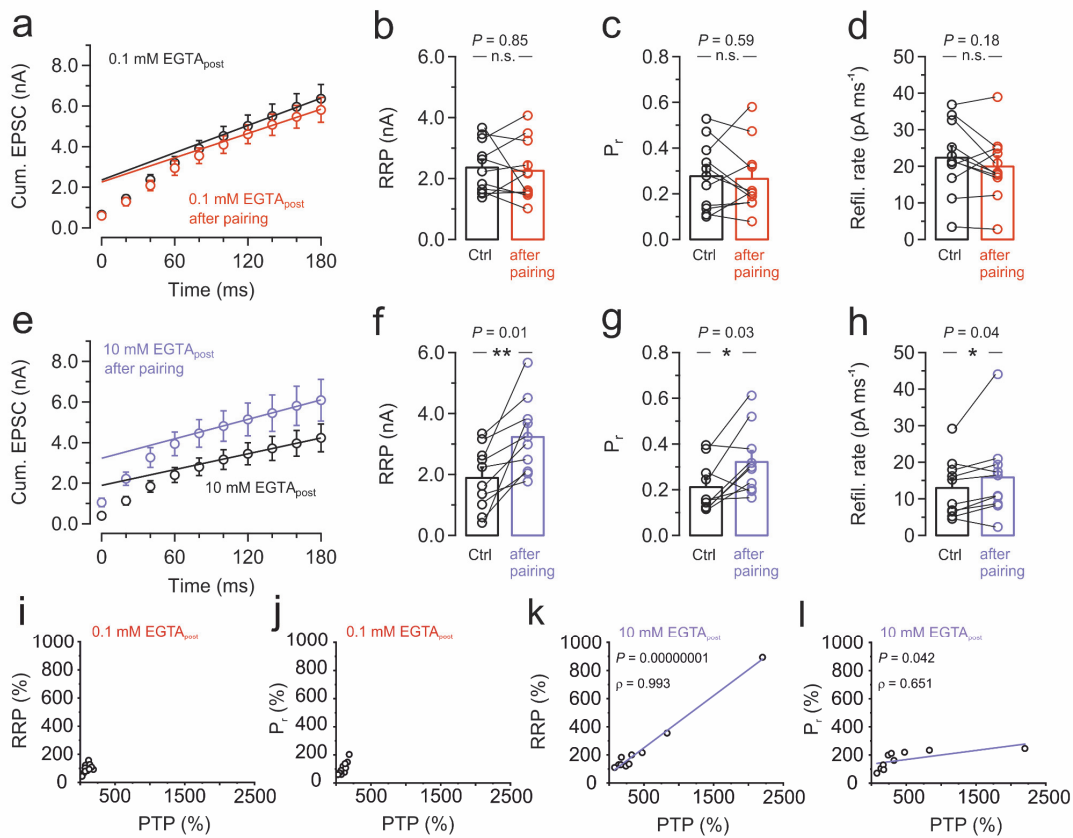 a
Cum. EPSC (nA)
8.0
6.0
4.0
2.0
0.0
0.1 mM EGTApost
0.1 mM EGTApost
after pairing
0
60
120
180
Time (ms)
b
P = 0.85
n.s.
RRP (nA)
6.0
4.0
2.0
0.0
Ctrl
after
pairing
c
P = 0.59
n.s.
Pr
0.8
0.6
0.4
0.2
0.0
Ctrl
after
pairing
d
P = 0.18
n.s.
Refil. rate (pA ms-1)
50
40
30
20
10
0
Ctrl
after
pairing
e
Cum. EPSC (nA)
8.0
6.0
4.0
2.0
0.0
10 mM EGTApost
after pairing
10 mM EGTApost
0
60
120
180
Time (ms)
f
P = 0.01
**
RRP (nA)
6.0
4.0
2.0
0.0
Ctrl
after
pairing
g
P = 0.03
*
Pr
0.8
0.6
0.4
0.2
0.0
Ctrl
after
pairing
h
P = 0.04
*
Refil. rate (pA ms-1)
50
40
30
20
10
0
Ctrl
after
pairing
i
0.1 mM EGTApost
RRP (%)
1000
800
600
400
200
0
500
1500
2500
PTP (%)
j
0.1 mM EGTApost
Pr (%)
1000
800
600
400
200
0
500
1500
2500
PTP (%)
k
10 mM EGTApost
P = 0.00000001
ρ = 0.993
RRP (%)
1000
800
600
400
200
0
500
1500
2500
PTP (%)
l
10 mM EGTApost
P = 0.042
ρ = 0.651
Pr (%)
1000
800
600
400
200
0
500
1500
2500
PTP (%)